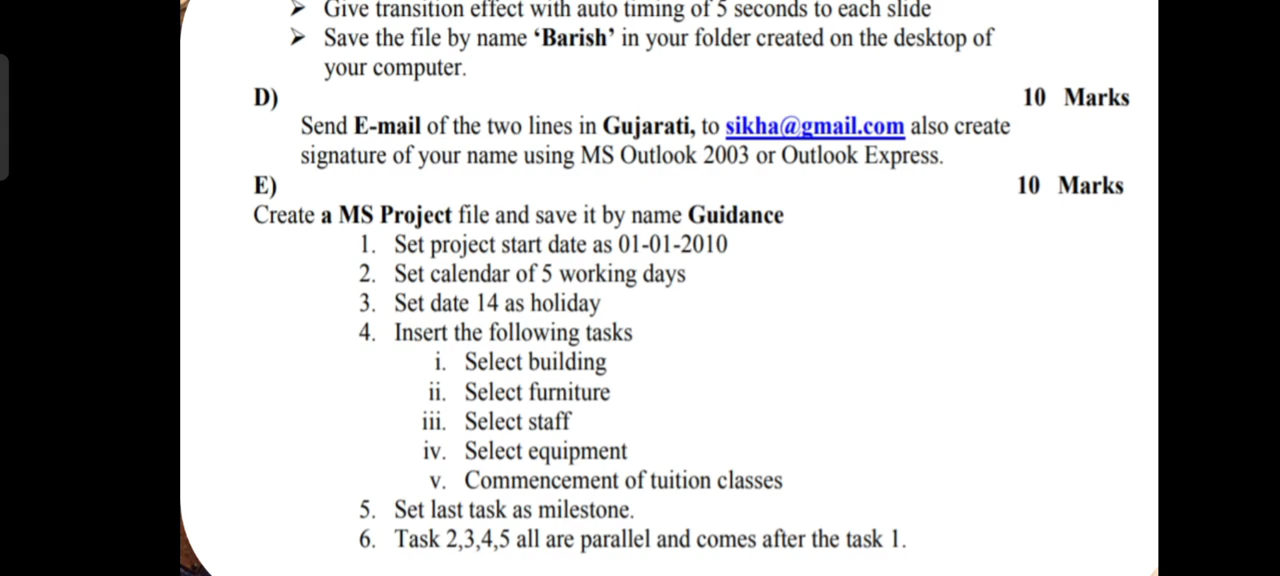 ➢ Give transition effect with auto timing of 5 seconds to each slide
➢ Save the file by name ‘Barish’ in your folder created on the desktop of
your computer.
D) 10 Marks
Send E-mail of the two lines in Gujarati, to sikha@gmail.com also create
signature of your name using MS Outlook 2003 or Outlook Express.
E) 10 Marks
Create a MS Project file and save it by name Guidance
1. Set project start date as 01-01-2010
2. Set calendar of 5 working days
3. Set date 14 as holiday
4. Insert the following tasks
i. Select building
ii. Select furniture
iii. Select staff
iv. Select equipment
v. Commencement of tuition classes
5. Set last task as milestone.
6. Task 2,3,4,5 all are parallel and comes after the task 1.